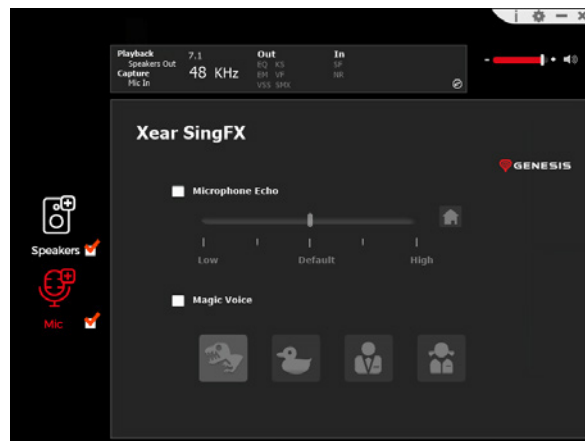 Playback 7.1 Out In
Speakers Out EQ KS SF
Capture 48 KHz EM VF NR
Mic In VSS SMX
Xear SingFX
GENESIS
Microphone Echo
Low Default High
Speakers
Mic
Magic Voice